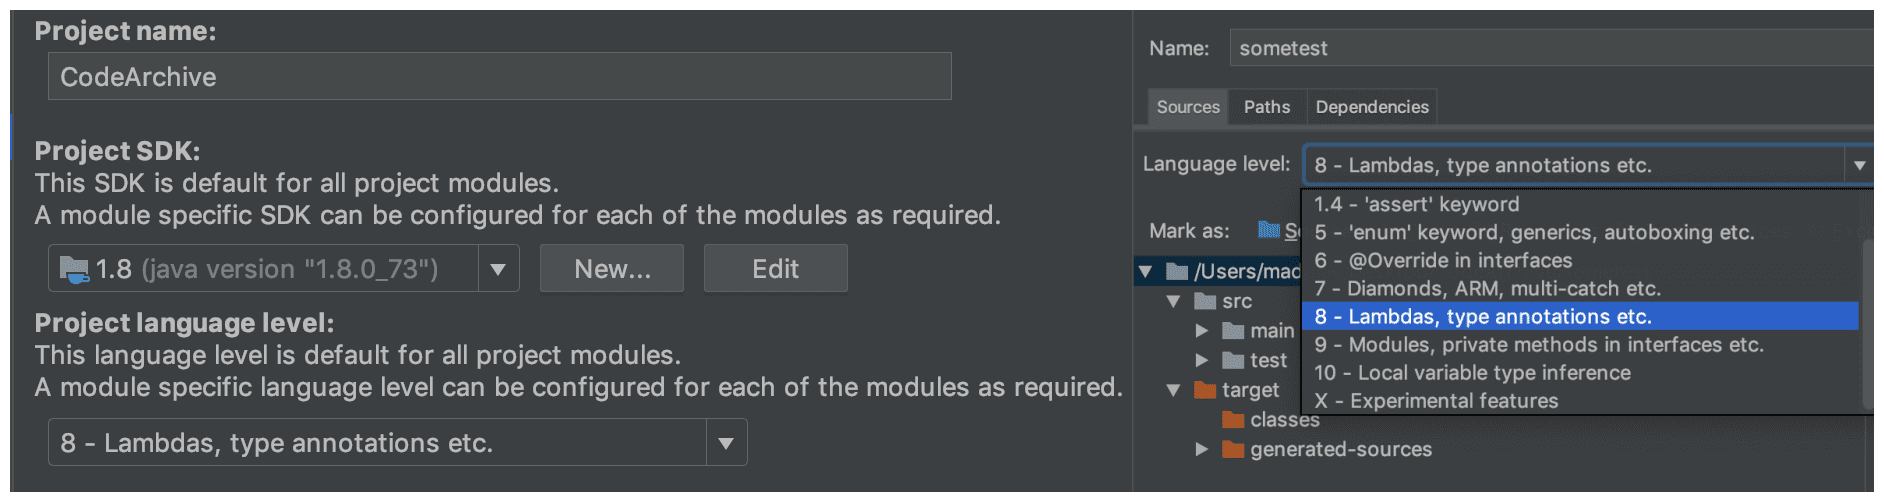 Project name:
CodeArchive
Project SDK:
This SDK is default for all project modules.
A module specific SDK can be configured for each of the modules as required.
1.8 (java version "1.8.0_73")
New...
Edit
Project language level:
This language level is default for all project modules.
A module specific language level can be configured for each of the modules as required.
8 - Lambdas, type annotations etc.
Name: sometest
Sources Paths Dependencies
Language level: 8 - Lambdas, type annotations etc.
1.4 - 'assert' keyword
5 - 'enum' keyword, generics, autoboxing etc.
6 - @Override in interfaces
7 - Diamonds, ARM, multi-catch etc.
8 - Lambdas, type annotations etc.
9 - Modules, private methods in interfaces etc.
10 - Local variable type inference
X - Experimental features
Mark as:
/Users/mad
src
main
test
target
classes
generated-sources